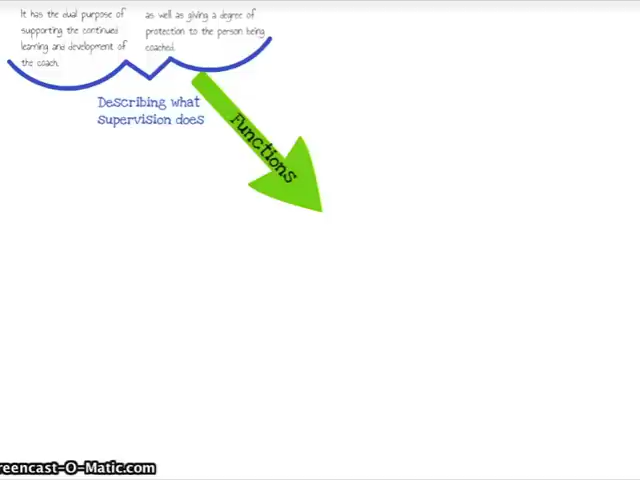 It has the dual purpose of
supporting the continued
learning and development of
the coach.
as well as giving a degree of
protection to the person being
coached.
Describing what
supervision does
Functions
reencast-O-Matic.com